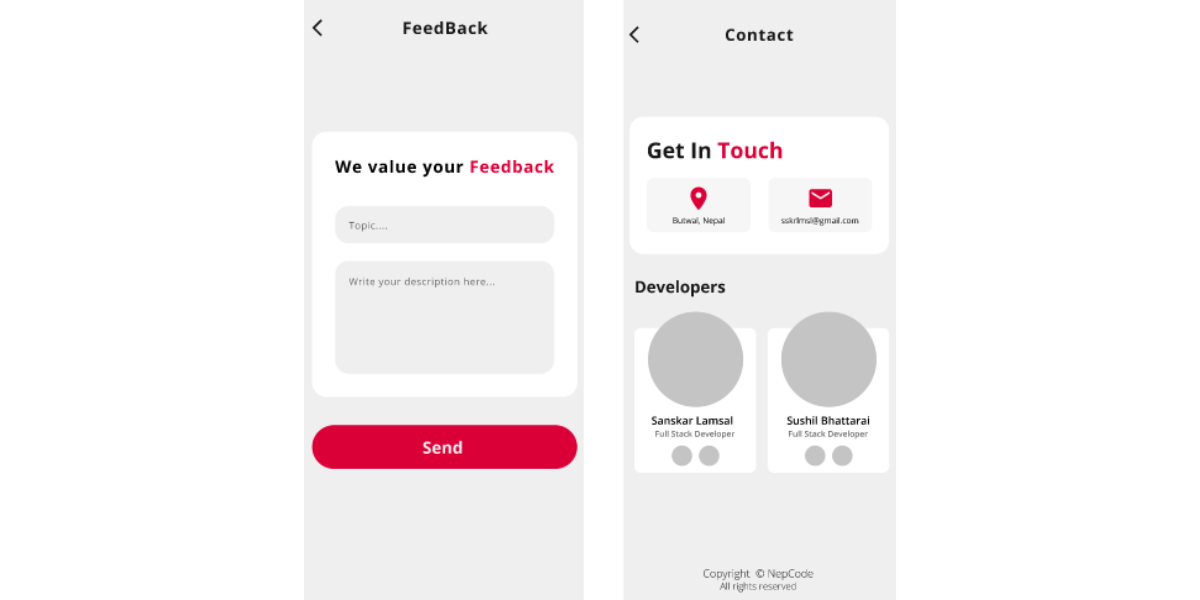 FeedBack
We value your Feedback
Topic....
Write your description here...
Send
Contact
Get In Touch
Butwal, Nepal
sskrlmsl@gmail.com
Developers
Sanskar Lamsal
Full Stack Developer
Sushil Bhattarai
Full Stack Developer
Copyright © NepCode
All rights reserved